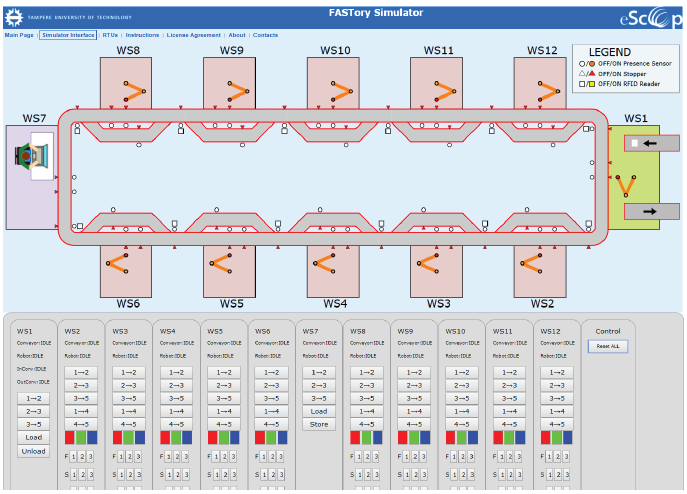 TAMPERE UNIVERSITY OF TECHNOLOGY
FASTory Simulator
eScop
Main Page | Simulator Interface | RTUs | Instructions | License Agreement | About | Contacts
WS8 WS9 WS10 WS11 WS12
LEGEND
OFF/ON Presence Sensor
OFF/ON Stopper
OFF/ON RFID Reader
WS7 WS1
WS6 WS5 WS4 WS3 WS2
WS1 WS2 WS3 WS4 WS5 WS6 WS7 WS8 WS9 WS10 WS11 WS12 Control
Conveyor:IDLE Conveyor:IDLE Conveyor:IDLE Conveyor:IDLE Conveyor:IDLE Conveyor:IDLE Conveyor:IDLE Conveyor:IDLE Conveyor:IDLE Conveyor:IDLE Conveyor:IDLE Conveyor:IDLE Reset ALL
Robot:IDLE Robot:IDLE Robot:IDLE Robot:IDLE Robot:IDLE Robot:IDLE Robot:IDLE Robot:IDLE Robot:IDLE Robot:IDLE Robot:IDLE Robot:IDLE
InConv:IDLE 1→2 1→2 1→2 1→2 1→2 1→2 1→2 1→2 1→2 1→2 1→2
OutConv:IDLE 2→3 2→3 2→3 2→3 2→3 2→3 2→3 2→3 2→3 2→3 2→3
1→2 3→5 3→5 3→5 3→5 3→5 3→5 3→5 3→5 3→5 3→5 3→5
2→3 1→4 1→4 1→4 1→4 1→4 Load 1→4 1→4 1→4 1→4 1→4
3→5 4→5 4→5 4→5 4→5 4→5 Store 4→5 4→5 4→5 4→5 4→5
Load
Unload F 1 2 3 F 1 2 3 F 1 2 3 F 1 2 3 F 1 2 3 F 1 2 3 F 1 2 3 F 1 2 3 F 1 2 3 F 1 2 3
S 1 2 3 S 1 2 3 S 1 2 3 S 1 2 3 S 1 2 3 S 1 2 3 S 1 2 3 S 1 2 3 S 1 2 3 S 1 2 3